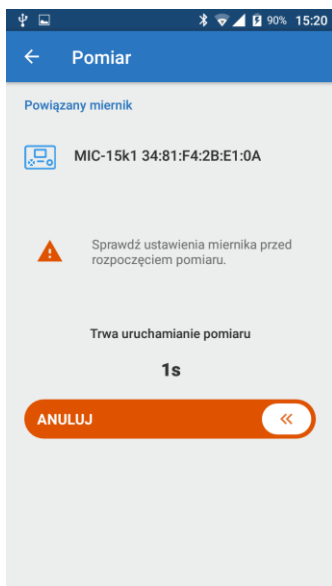 90% 15:20
Pomiar
Powiązany miernik
MIC-15k1 34:81:F4:2B:E1:0A
Sprawdź ustawienia miernika przed
rozpoczęciem pomiaru.
Trwa uruchamianie pomiaru
1s
ANULUJ